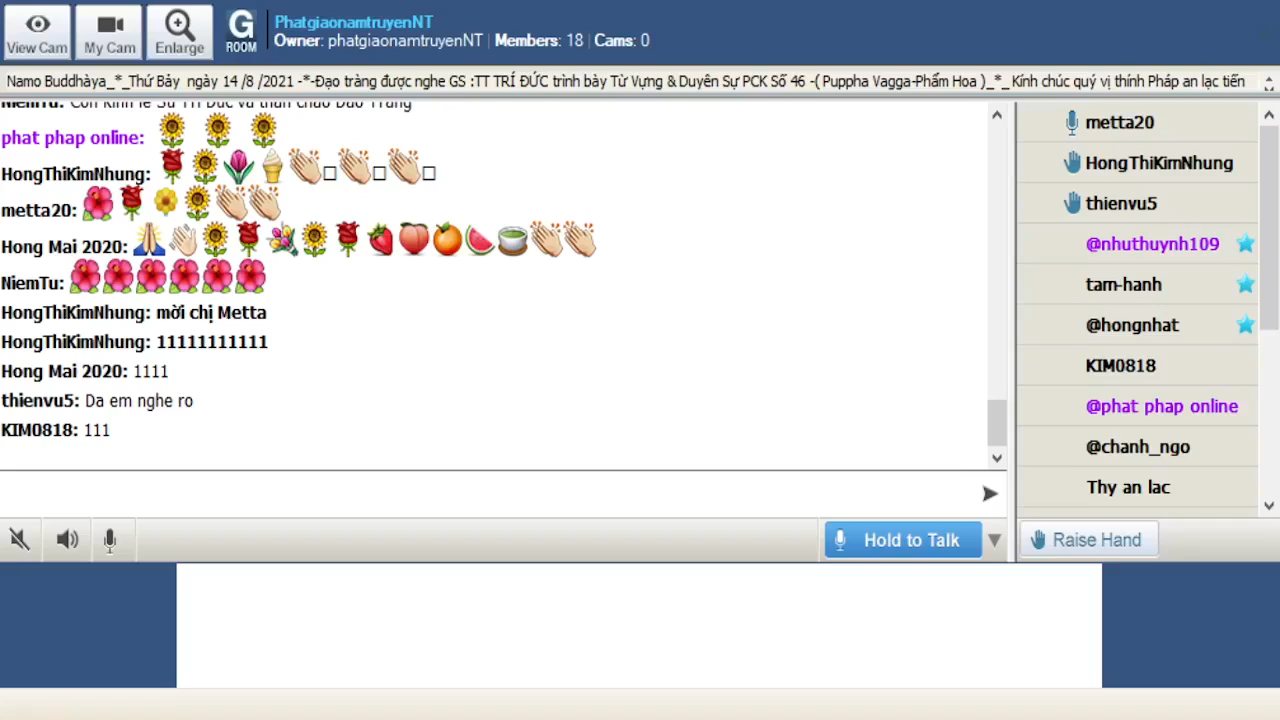 View Cam
My Cam
Enlarge
G
ROOM
PhatgiaonamtruyenNT
Owner: phatgiaonamtruyenNT | Members: 18 | Cams: 0
Namo Buddhàya_*_Thứ Bảy ngày 14 /8 /2021 -*-Đạo tràng được nghe GS :TT TRÍ ĐỨC trình bày Từ Vựng & Duyên Sự PCK Số 46 -( Puppha Vagga-Phẩm Hoa )_*_Kính chúc quý vị thính Pháp an lạc tiến
NiemTu: Con kính lễ Sư Trí Đức và thân chào Đạo Tràng
phat phap online:
HongThiKimNhung:
metta20:
Hong Mai 2020:
NiemTu:
HongThiKimNhung: mời chị Metta
HongThiKimNhung: 11111111111
Hong Mai 2020: 1111
thienvu5: Da em nghe ro
KIM0818: 111
metta20
HongThiKimNhung
thienvu5
@nhuthuynh109
tam-hanh
@hongnhat
KIM0818
@phat phap online
@chanh_ngo
Thy an lac
Hold to Talk
Raise Hand